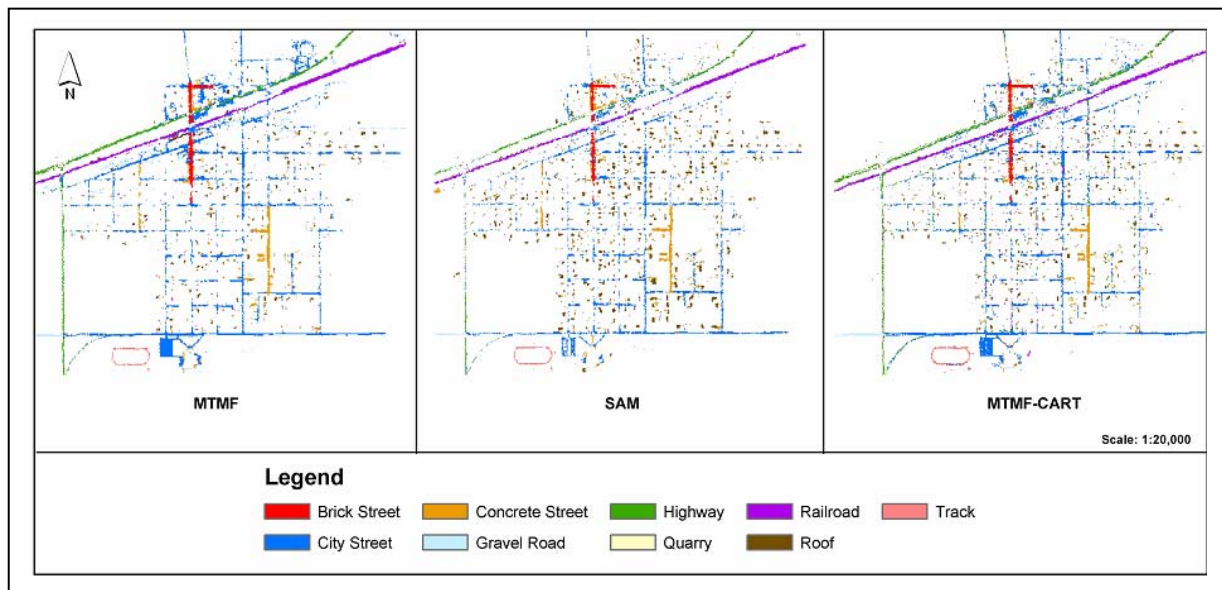 N
MTMF
SAM
MTMF-CART
Scale: 1:20,000
Legend
Brick Street
Concrete Street
Highway
Railroad
Track
City Street
Gravel Road
Quarry
Roof